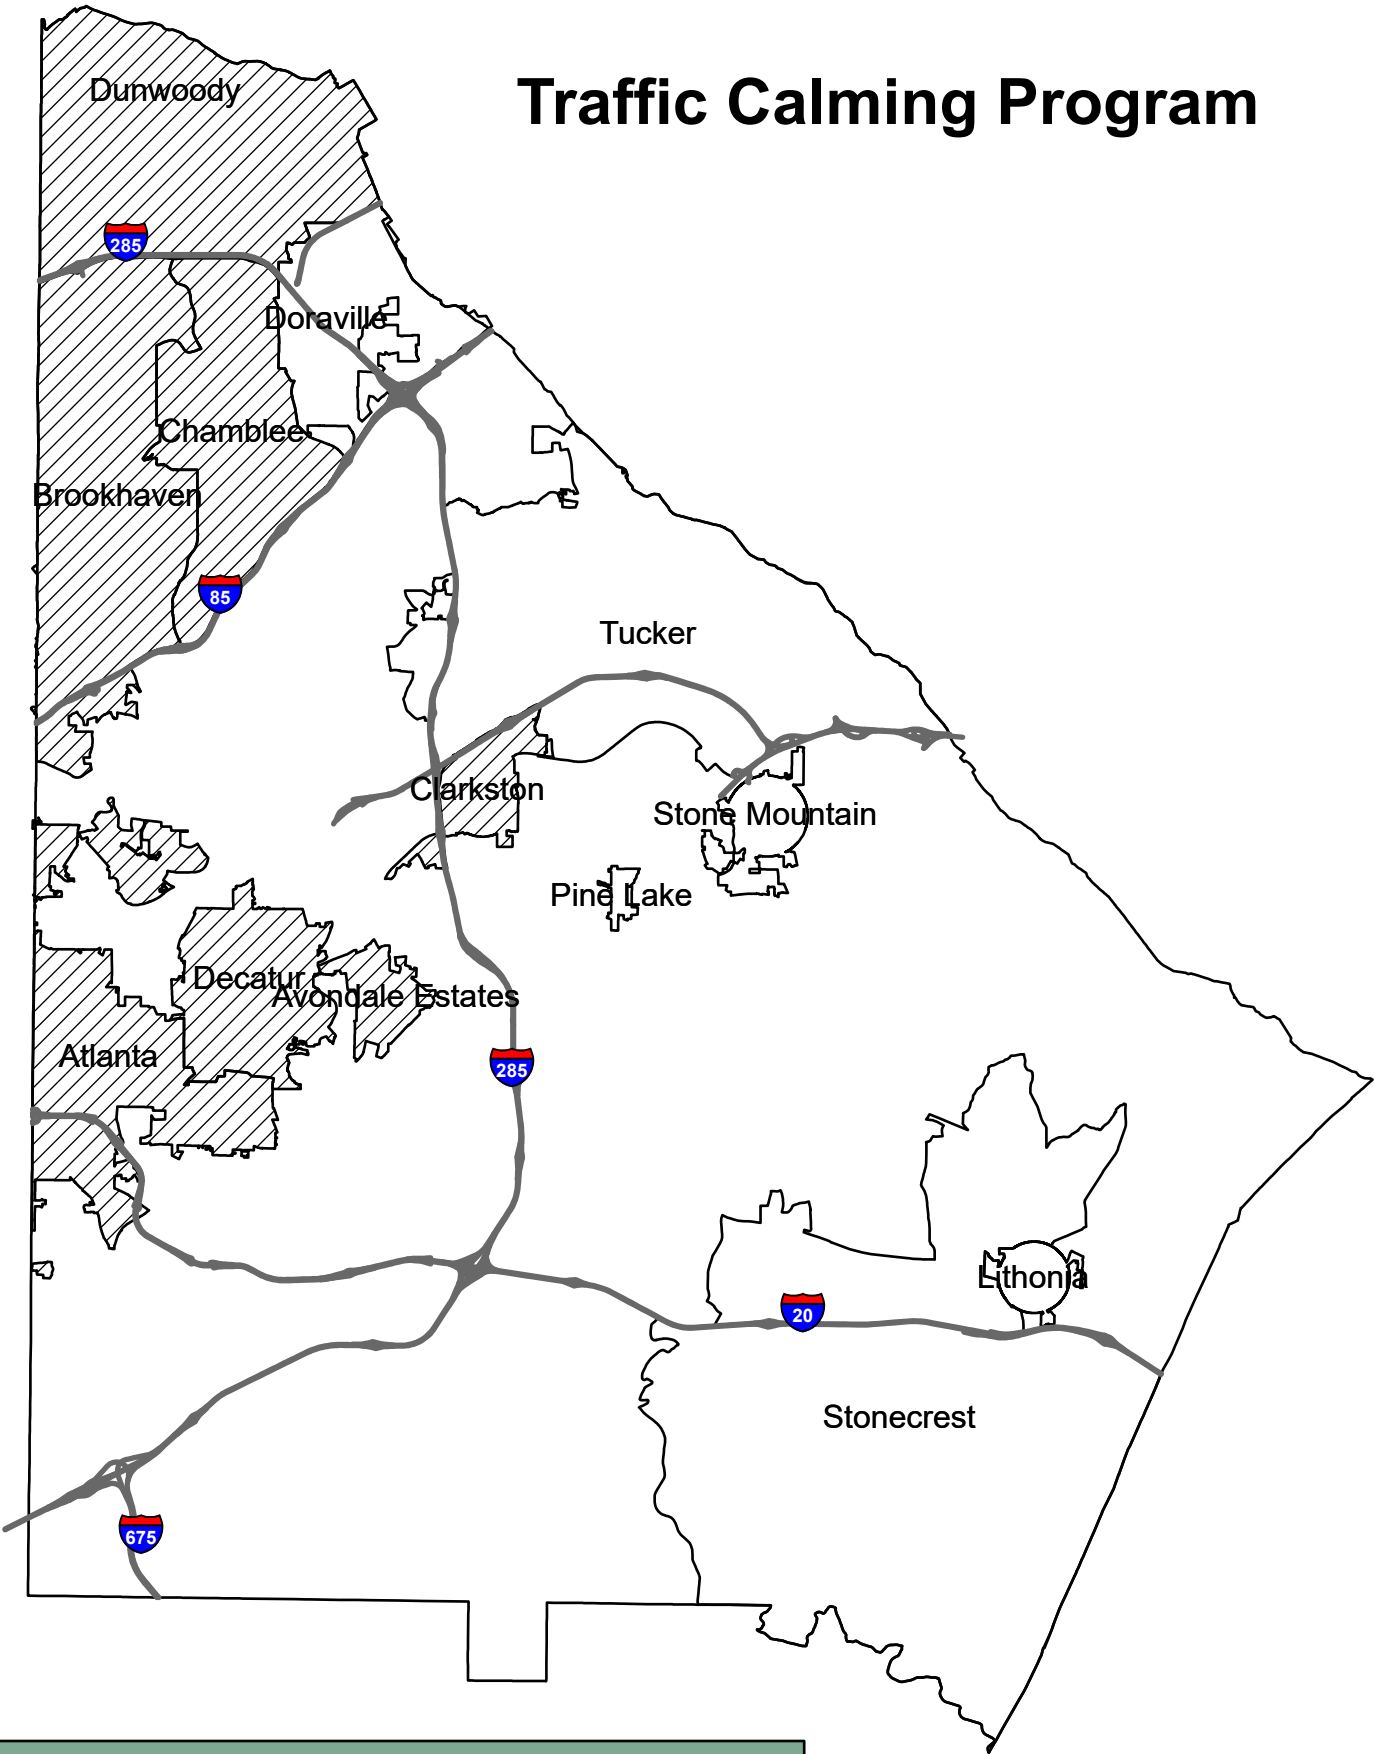 Traffic Calming Program
Dunwoody
285
Doraville
Chamblee
Brookhaven
85
Tucker
Clarkston
Stone Mountain
Pine Lake
Decatur
Avondale Estates
Atlanta
285
Lithonia
20
Stonecrest
675